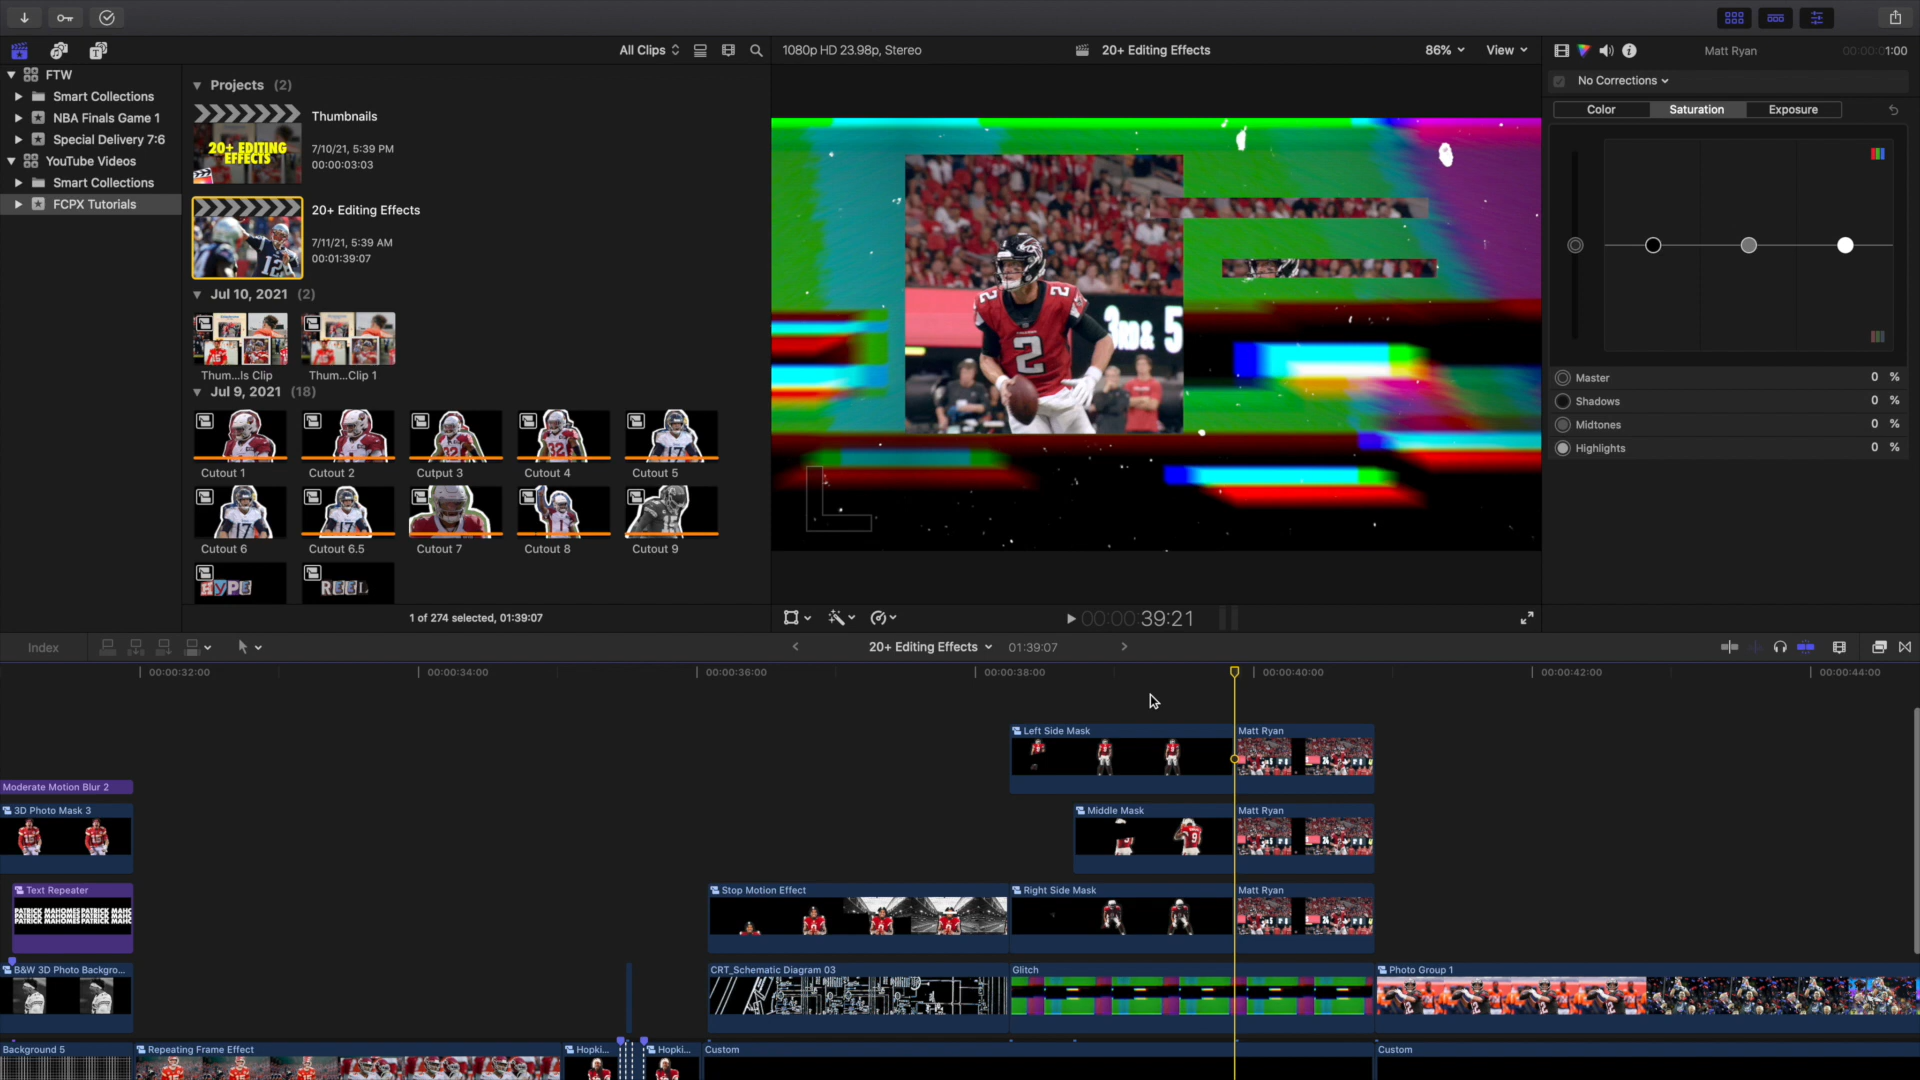 All Clips
1080p HD 23.98p, Stereo
20+ Editing Effects
86%
View
Matt Ryan
00:00:01:00
FTW
Smart Collections
NBA Finals Game 1
Special Delivery 7:6
YouTube Videos
Smart Collections
FCPX Tutorials
Projects (2)
20+ EDITING
EFFECTS
Thumbnails
7/10/21, 5:39 PM
00:00:03:03
12
20+ Editing Effects
7/11/21, 5:39 AM
00:01:39:07
Jul 10, 2021 (2)
Thum...ls Clip
Thum...Clip 1
Jul 9, 2021 (18)
Cutout 1
Cutout 2
Cutput 3
Cutout 4
Cutout 5
Cutout 6
Cutout 6.5
Cutout 7
Cutout 8
Cutout 9
HYPE
REEL
1 of 274 selected, 01:39:07
3RD & 5
2
2
2
00:00:39:21
No Corrections
Color
Saturation
Exposure
Master
0 %
Shadows
0 %
Midtones
0 %
Highlights
0 %
Index
20+ Editing Effects
01:39:07
00:00:32:00
00:00:34:00
00:00:36:00
00:00:38:00
00:00:40:00
00:00:42:00
00:00:44:00
Left Side Mask
Matt Ryan
Moderate Motion Blur 2
3D Photo Mask 3
Middle Mask
Matt Ryan
Text Repeater
PATRICK MAHOMES PATRICK MAHO
PATRICK MAHOMES PATRICK MAHO
Stop Motion Effect
Right Side Mask
Matt Ryan
B&W 3D Photo Backgro...
CRT_Schematic Diagram 03
Glitch
Photo Group 1
Background 5
Repeating Frame Effect
Hopki...
Hopki...
Custom
Custom